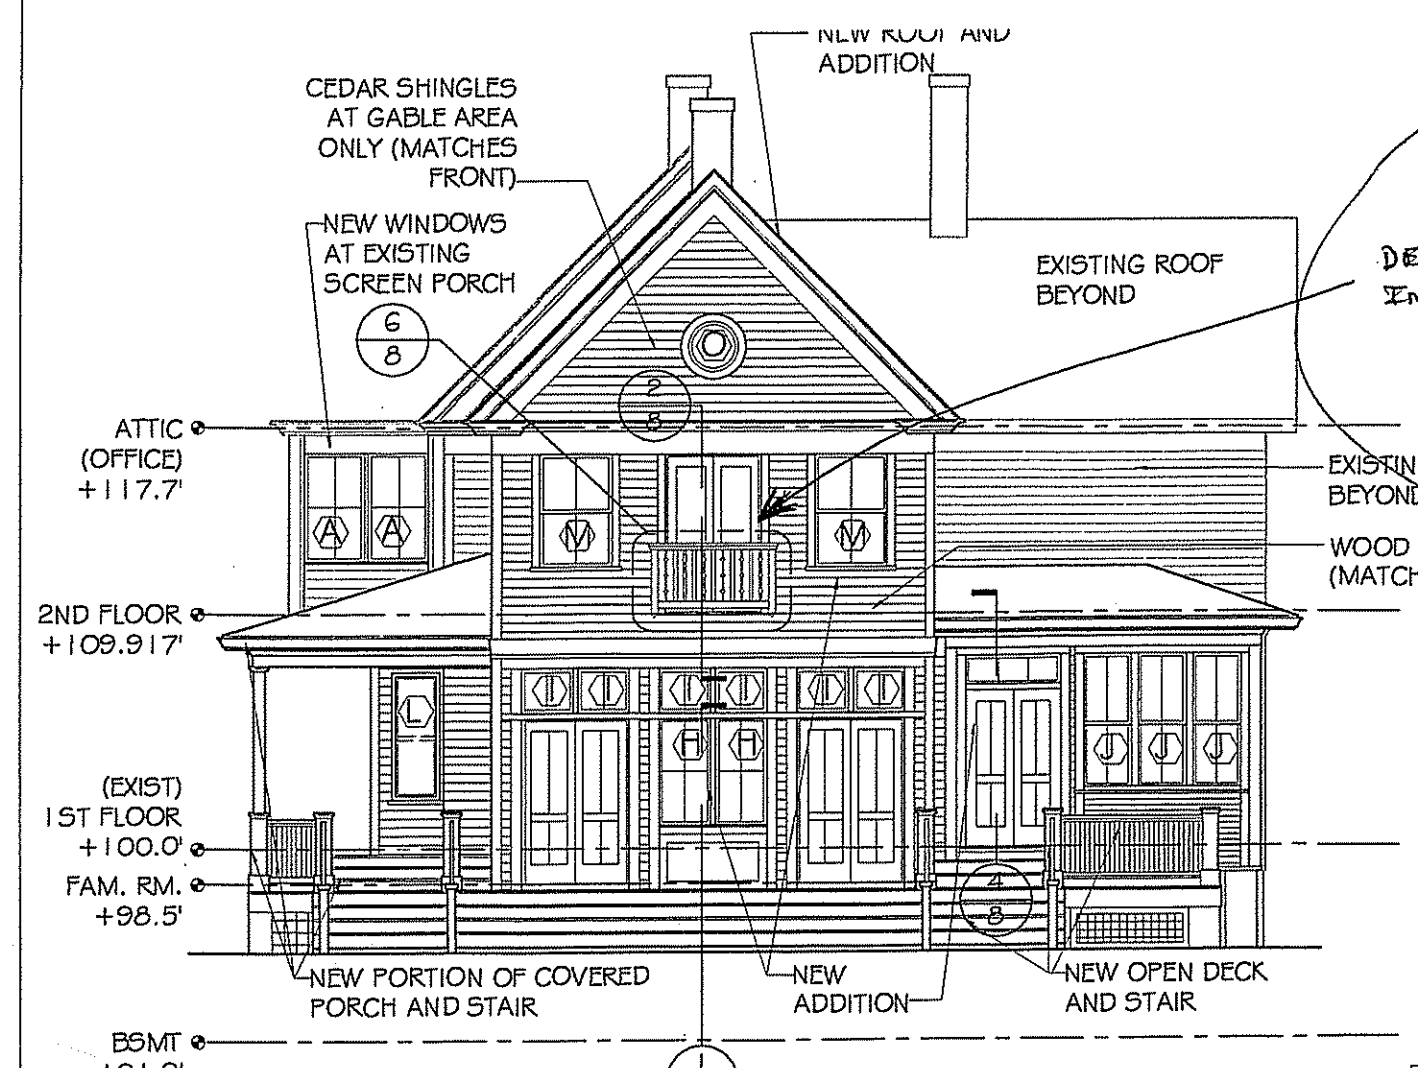 NEW ROOF AND
ADDITION
CEDAR SHINGLES
AT GABLE AREA
ONLY (MATCHES
FRONT)
NEW WINDOWS
AT EXISTING
SCREEN PORCH
6
8
2
8
EXISTING ROOF
BEYOND
ATTIC
(OFFICE)
+117.7'
A A
M M
BEYOND
WOOD
2ND FLOOR
+109.917'
I I I I I I
L
H H
J J J
(EXIST)
1ST FLOOR
+100.0'
FAM. RM.
+98.5'
4
8
NEW PORTION OF COVERED
PORCH AND STAIR
NEW
ADDITION
NEW OPEN DECK
AND STAIR
BSMT